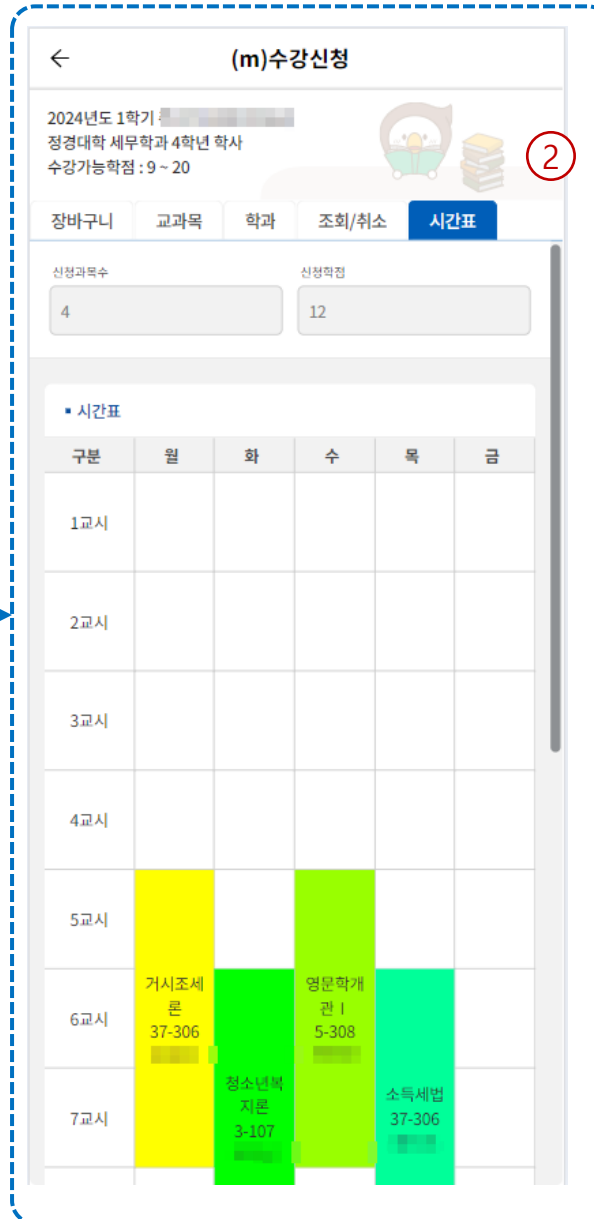 (m)수강신청
2024년도 1학기
정경대학 세무학과 4학년 학사
수강가능학점 : 9 ~ 20
2
장바구니 교과목 학과 조회/취소 시간표
신청과목수 신청학점
4 12
시간표
구분 월 화 수 목 금
1교시
2교시
3교시
4교시
5교시
6교시
거시조세
론
37-306
영문학개
관 I
5-308
7교시
청소년복
지론
3-107
소득세법
37-306